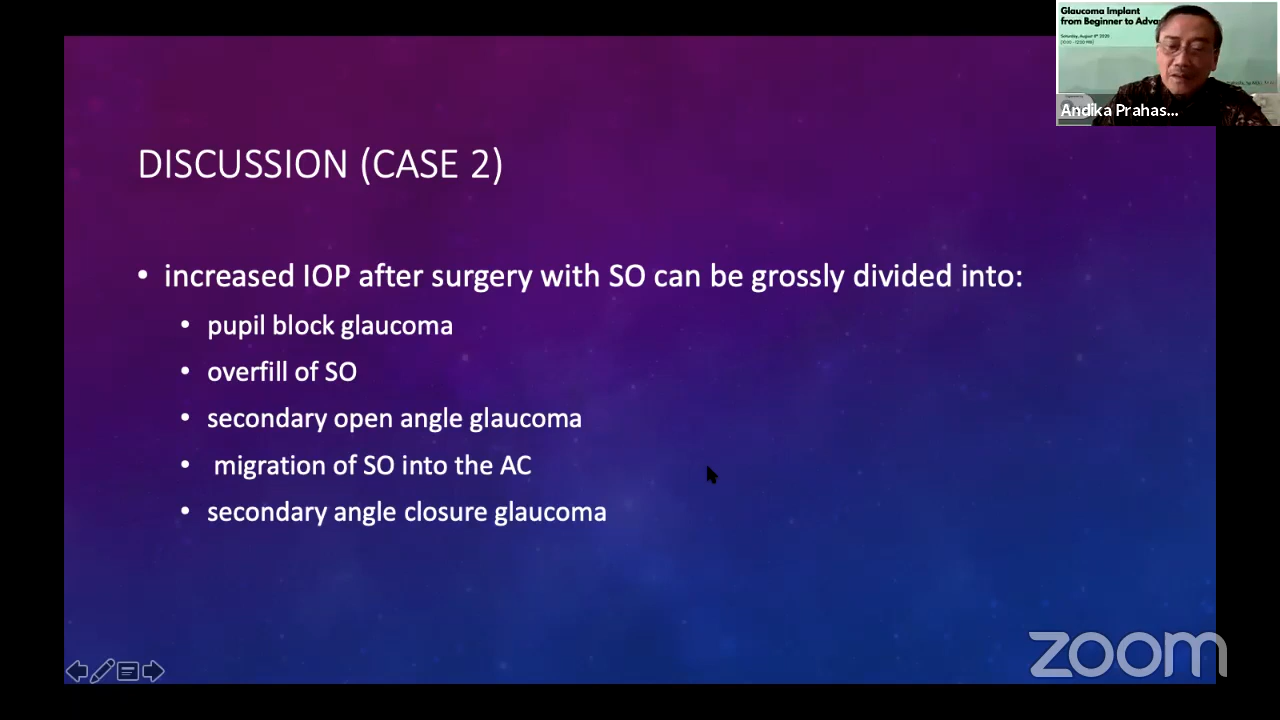 Glaucoma Implant
from Beginner to Adva
Andika Prahas...
DISCUSSION (CASE 2)
• increased IOP after surgery with SO can be grossly divided into:
• pupil block glaucoma
• overfill of SO
• secondary open angle glaucoma
• migration of SO into the AC
• secondary angle closure glaucoma
zoom